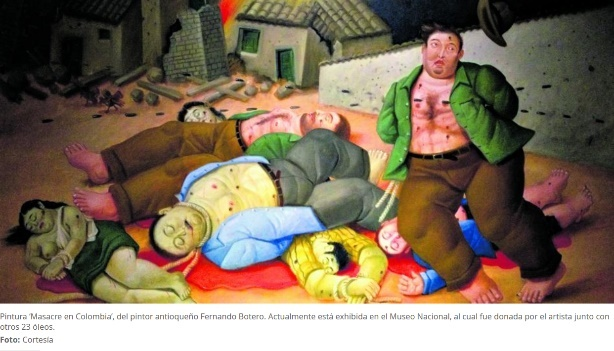 Pintura 'Masacre en Colombia', del pintor antioqueño Fernando Botero. Actualmente está exhibida en el Museo Nacional, al cual fue donada por el artista junto con
otros 23 óleos.
Foto: Cortesía